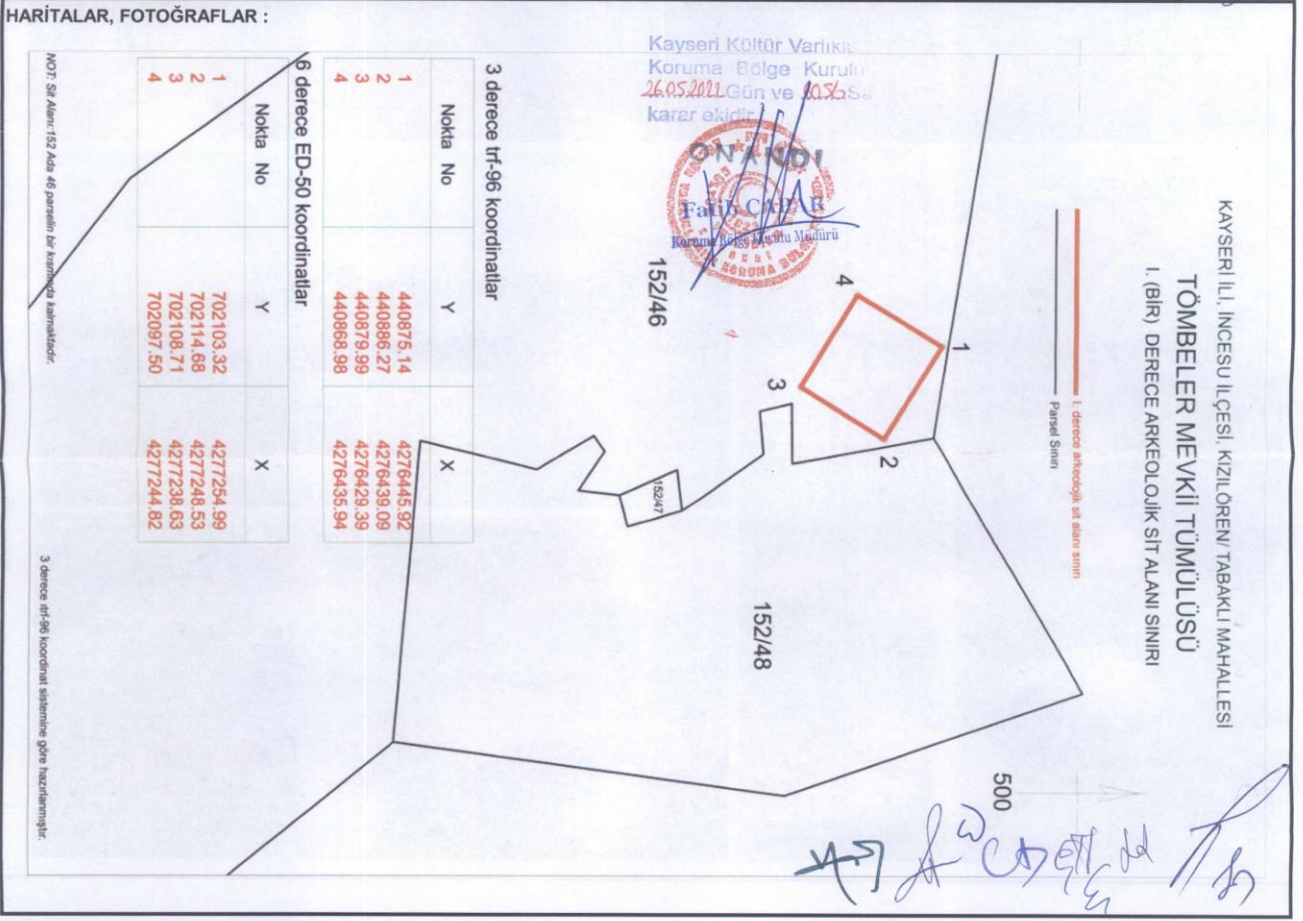 HARİTALAR, FOTOĞRAFLAR :
KAYSERİ İLİ, İNCESU İLÇESİ, KIZILÖREN/ TABAKLI MAHALLESİ
TÖMBELER MEVKİİ TÜMÜLÜSÜ
I.(BİR) DERECE ARKEOLOJİK SİT ALANI SINIRI
I. derece arkeolojik sit alanı sınırı
Parsel Sınırı
Kayseri Kültür Varlıkla
Koruma Bölge Kurulu
26.05.2021 Gün ve
karar ekidir
ONANDI
Fatih ÇAPAR
Koruma Bölge Kurulu Müdürü
1
2
3
4
500
152/46
152/47
152/48
3 derece trf-96 koordinatlar
Nokta No Y X
1 440875.14 4276445.92
2 440886.27 4276439.09
3 440879.99 4276429.39
4 440868.98 4276435.94
6 derece ED-50 koordinatlar
Nokta No Y X
1 702103.32 4277254.99
2 702114.68 4277248.53
3 702108.71 4277238.63
4 702097.50 4277244.82
NOT: Sit Alanı:152 Ada 46 parselin bir kısmında kalmaktadır.
3 derece itrf-96 koordinat sistemine göre hazırlanmıştır.